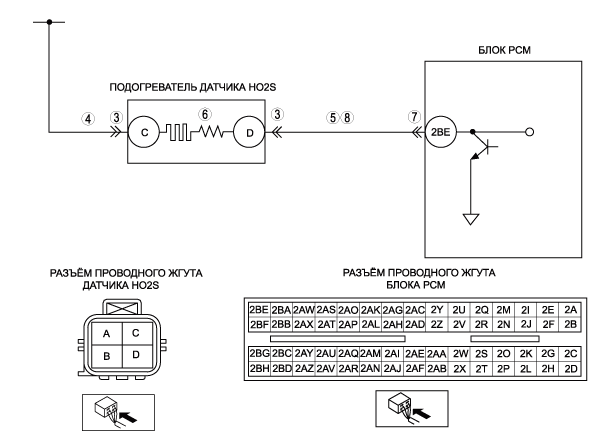 БЛОК PCM
ПОДОГРЕВАТЕЛЬ ДАТЧИКА HO2S
4 3 6 3 5 8 7
C D 2BE
РАЗЪЁМ ПРОВОДНОГО ЖГУТА
ДАТЧИКА HO2S
РАЗЪЁМ ПРОВОДНОГО ЖГУТА
БЛОКА PCM
A C
B D
2BE 2BA 2AW 2AS 2AO 2AK 2AG 2AC 2Y 2U 2Q 2M 2I 2E 2A
2BF 2BB 2AX 2AT 2AP 2AL 2AH 2AD 2Z 2V 2R 2N 2J 2F 2B
2BG 2BC 2AY 2AU 2AQ 2AM 2AI 2AE 2AA 2W 2S 2O 2K 2G 2C
2BH 2BD 2AZ 2AV 2AR 2AN 2AJ 2AF 2AB 2X 2T 2P 2L 2H 2D